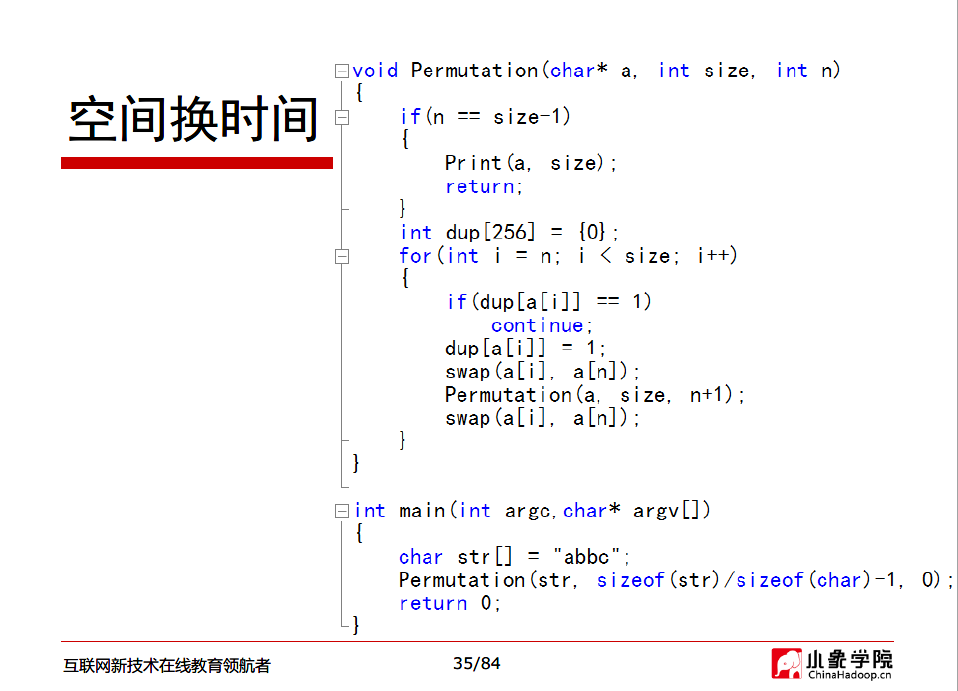 空间换时间
void Permutation(char* a, int size, int n)
{
if(n == size-1)
{
Print(a, size);
return;
}
int dup[256] = {0};
for(int i = n; i < size; i++)
{
if(dup[a[i]] == 1)
continue;
dup[a[i]] = 1;
swap(a[i], a[n]);
Permutation(a, size, n+1);
swap(a[i], a[n]);
}
}
int main(int argc,char* argv[])
{
char str[] = "abbc";
Permutation(str, sizeof(str)/sizeof(char)-1, 0);
return 0;
}
互联网新技术在线教育领航者
35/84
小象学院
ChinaHadoop.cn